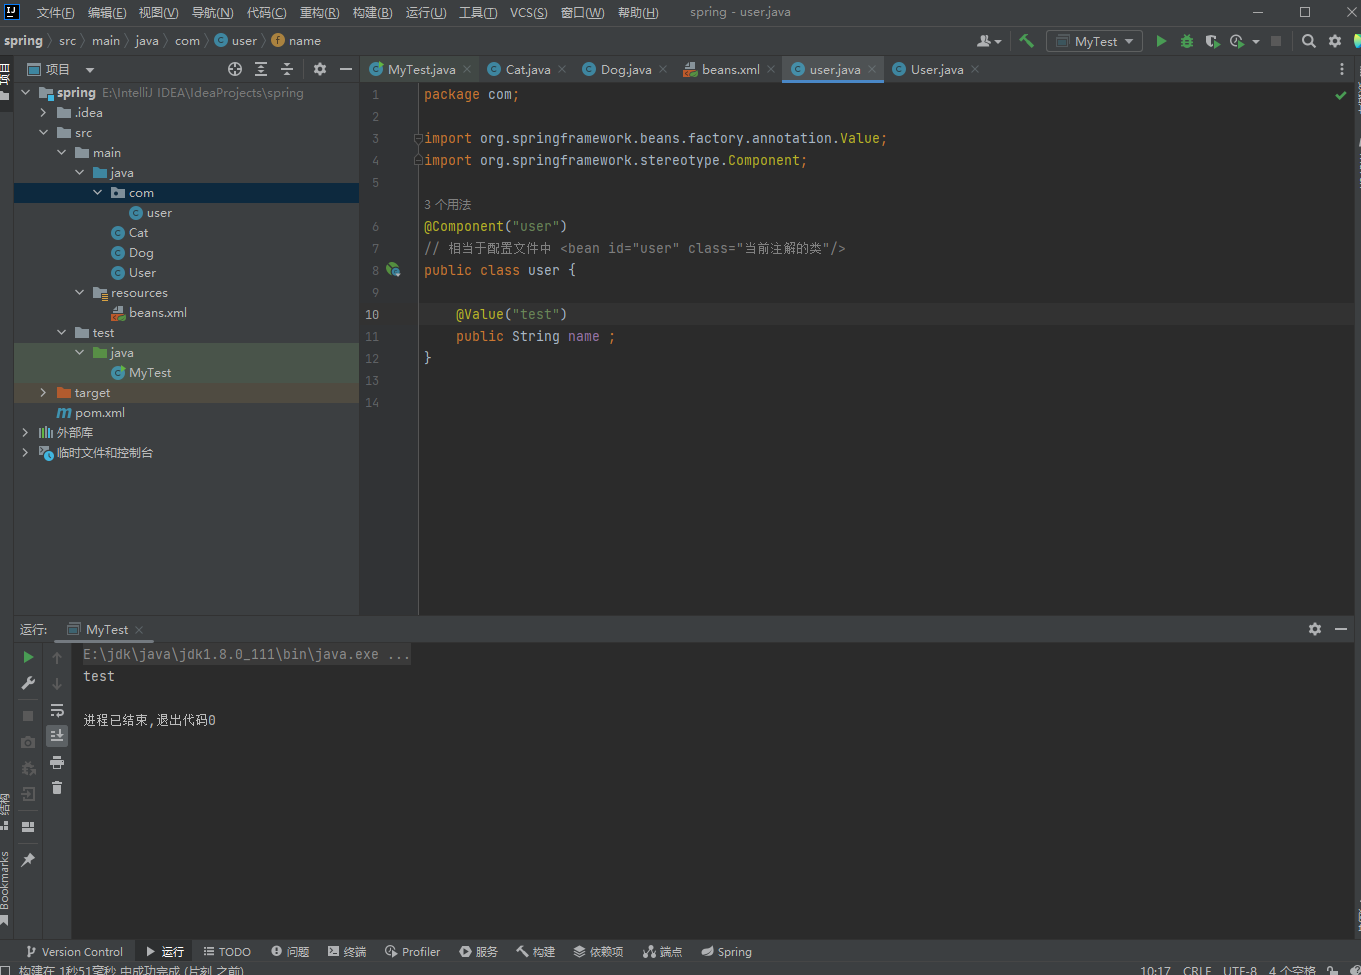 文件(F) 编辑(E) 视图(V) 导航(N) 代码(C) 重构(R) 构建(B) 运行(U) 工具(T) VCS(S) 窗口(W) 帮助(H) spring - user.java
spring src main java com user name MyTest
项目
MyTest.java Cat.java Dog.java beans.xml user.java User.java
spring E:\IntelliJ IDEA\IdeaProjects\spring
.idea
src
main
java
com
user
Cat
Dog
User
resources
beans.xml
test
java
MyTest
target
pom.xml
外部库
临时文件和控制台
1 package com;
2
3 import org.springframework.beans.factory.annotation.Value;
4 import org.springframework.stereotype.Component;
5
3 个用法
6 @Component("user")
7 // 相当于配置文件中 <bean id="user" class="当前注解的类"/>
8 public class user {
9
10 @Value("test")
11 public String name ;
12 }
13
14
运行: MyTest
E:\jdk\java\jdk1.8.0_111\bin\java.exe ...
test
进程已结束,退出代码0
结构
Bookmarks
Version Control 运行 TODO 问题 终端 Profiler 服务 构建 依赖项 端点 Spring
构建在 1秒51毫秒 中成功完成 (片刻 之前) 10:17 CRLF UTF-8 4 个空格